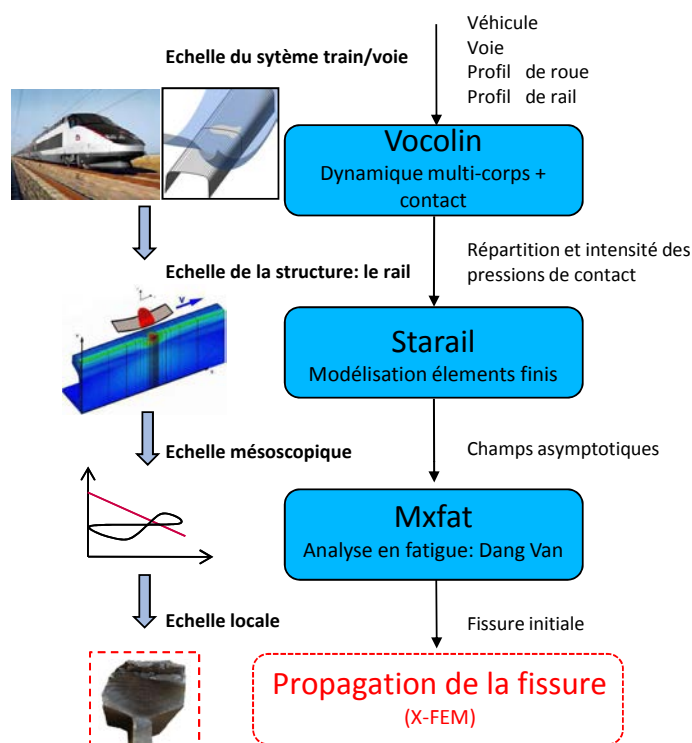 Véhicule
Voie
Profil de roue
Profil de rail
Echelle du sytème train/voie
Vocolin
Dynamique multi-corps +
contact
Répartition et intensité des
pressions de contact
Echelle de la structure: le rail
V
Starail
Modélisation élements finis
Echelle mésoscopique
Champs asymptotiques
Mxfat
Analyse en fatigue: Dang Van
Echelle locale
Fissure initiale
Propagation de la fissure
(X-FEM)